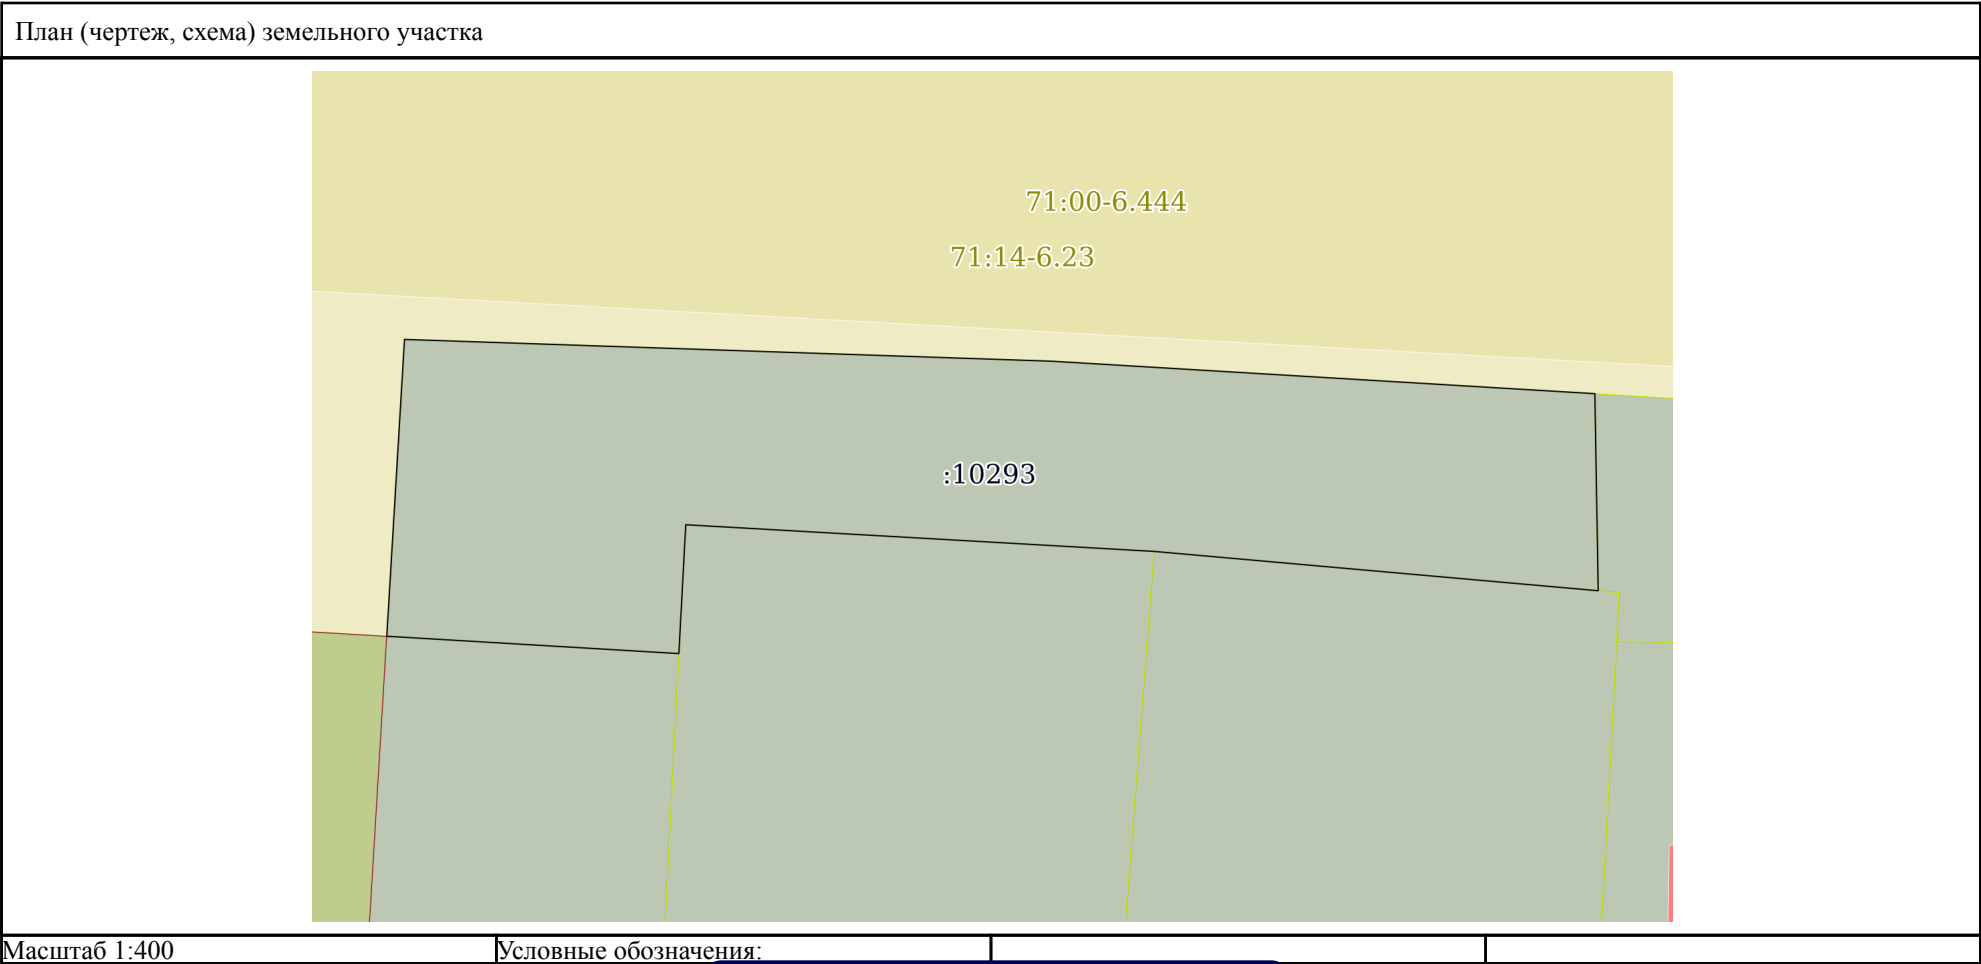 План (чертеж, схема) земельного участка
71:00-6.444
71:14-6.23
:10293
Масштаб 1:400
Условные обозначения: